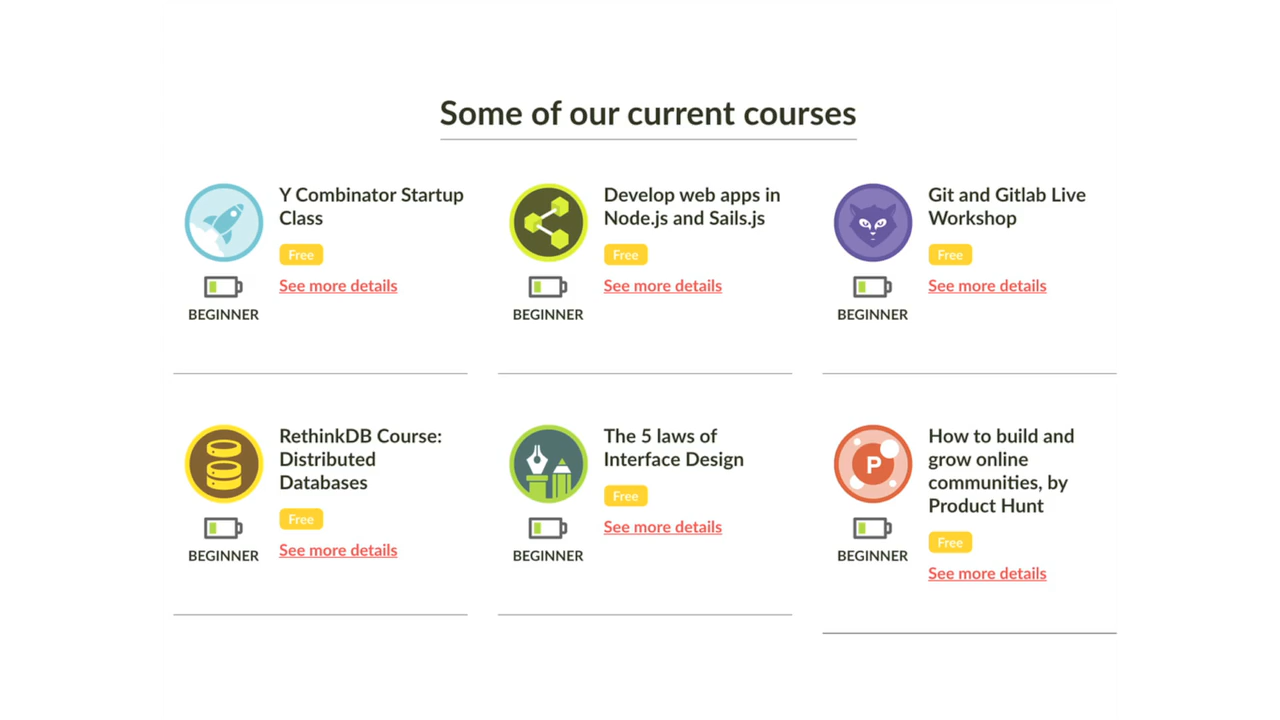 Some of our current courses
Y Combinator Startup
Class
Free
See more details
BEGINNER
Develop web apps in
Node.js and Sails.js
Free
See more details
BEGINNER
Git and Gitlab Live
Workshop
Free
See more details
BEGINNER
RethinkDB Course:
Distributed
Databases
Free
See more details
BEGINNER
The 5 laws of
Interface Design
Free
See more details
BEGINNER
P
How to build and
grow online
communities, by
Product Hunt
Free
See more details
BEGINNER